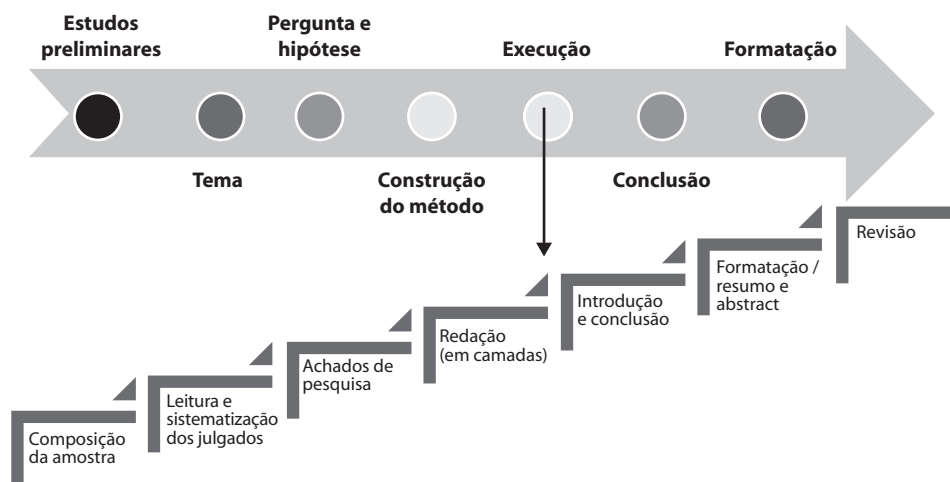 Estudos
preliminares
Pergunta e
hipótese
Execução
Formatação
Tema
Construção
do método
Conclusão
Composição
da amostra
Leitura e
sistematização
dos julgados
Achados de
pesquisa
Redação
(em camadas)
Introdução
e conclusão
Formatação /
resumo e
abstract
Revisão